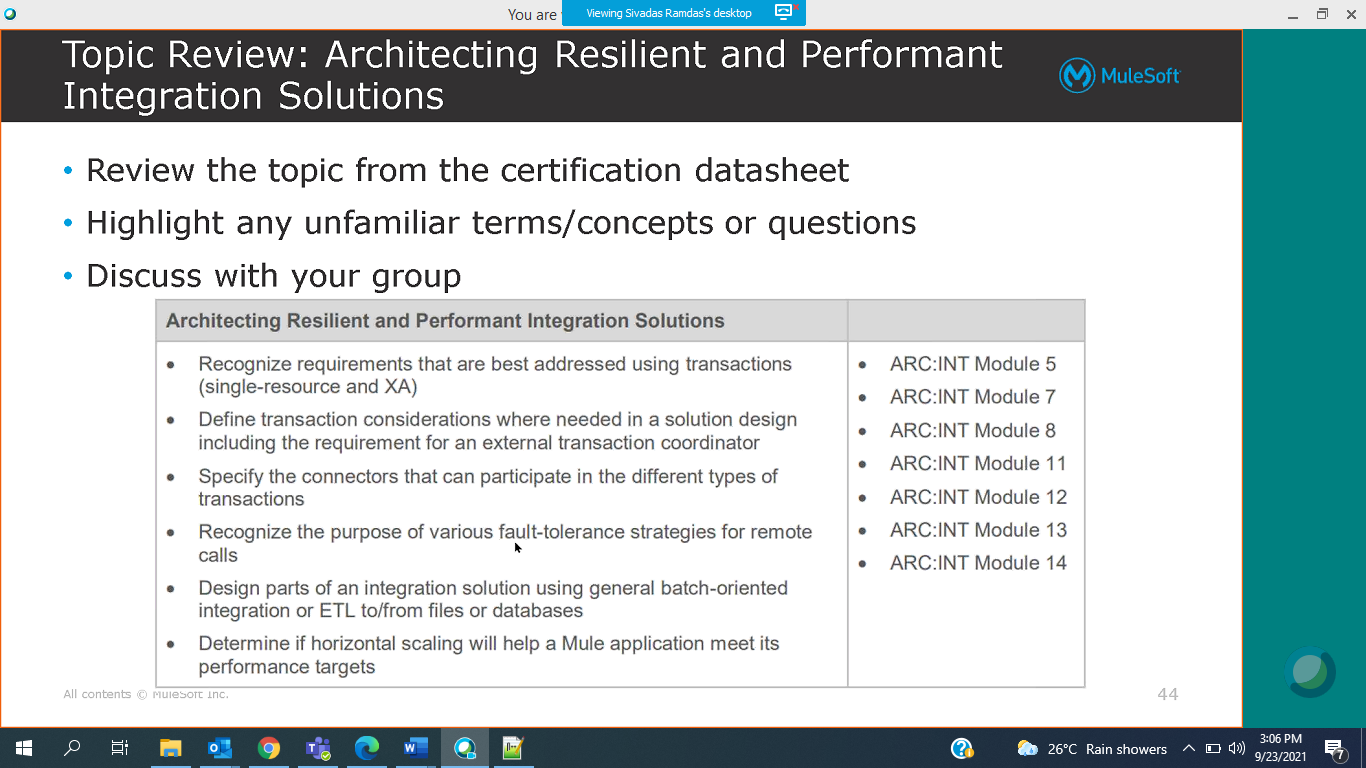 You are
Viewing Sivadas Ramdas's desktop
Topic Review: Architecting Resilient and Performant
Integration Solutions
MuleSoft
• Review the topic from the certification datasheet
• Highlight any unfamiliar terms/concepts or questions
• Discuss with your group
Architecting Resilient and Performant Integration Solutions
• Recognize requirements that are best addressed using transactions
(single-resource and XA)
• Define transaction considerations where needed in a solution design
including the requirement for an external transaction coordinator
• Specify the connectors that can participate in the different types of
transactions
• Recognize the purpose of various fault-tolerance strategies for remote
calls
• Design parts of an integration solution using general batch-oriented
integration or ETL to/from files or databases
• Determine if horizontal scaling will help a Mule application meet its
performance targets
• ARC:INT Module 5
• ARC:INT Module 7
• ARC:INT Module 8
• ARC:INT Module 11
• ARC:INT Module 12
• ARC:INT Module 13
• ARC:INT Module 14
All contents © MuleSoft Inc.
44
26°C Rain showers
3:06 PM
9/23/2021
7